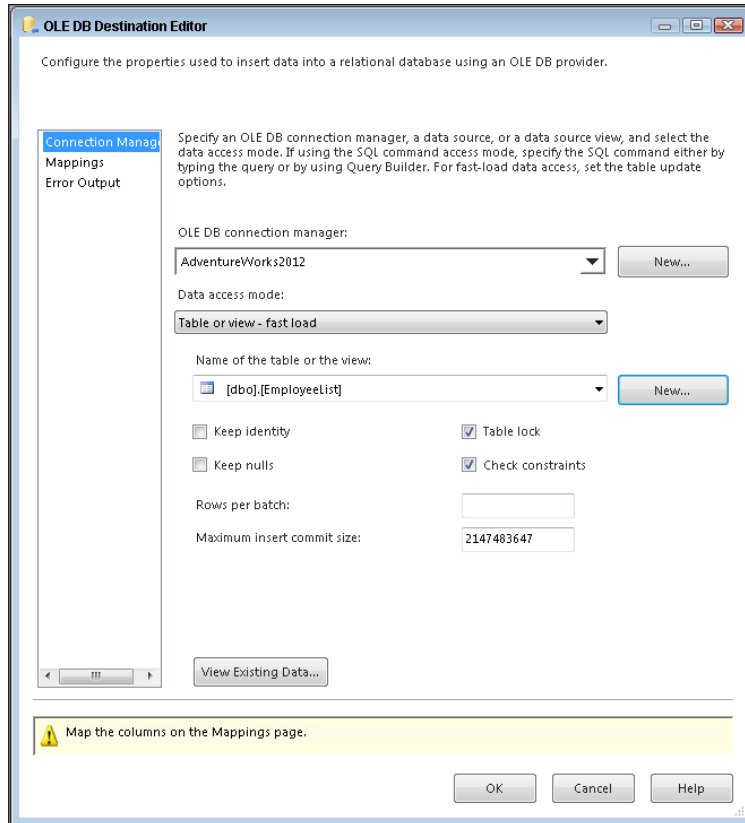 OLE DB Destination Editor
Configure the properties used to insert data into a relational database using an OLE DB provider.
Connection Manag
Mappings
Error Output
Specify an OLE DB connection manager, a data source, or a data source view, and select the
data access mode. If using the SQL command access mode, specify the SQL command either by
typing the query or by using Query Builder. For fast-load data access, set the table update
options.
OLE DB connection manager:
AdventureWorks2012
New...
Data access mode:
Table or view - fast load
Name of the table or the view:
[dbo].[EmployeeList]
New...
Keep identity
Table lock
Keep nulls
Check constraints
Rows per batch:
Maximum insert commit size:
2147483647
View Existing Data...
Map the columns on the Mappings page.
OK
Cancel
Help